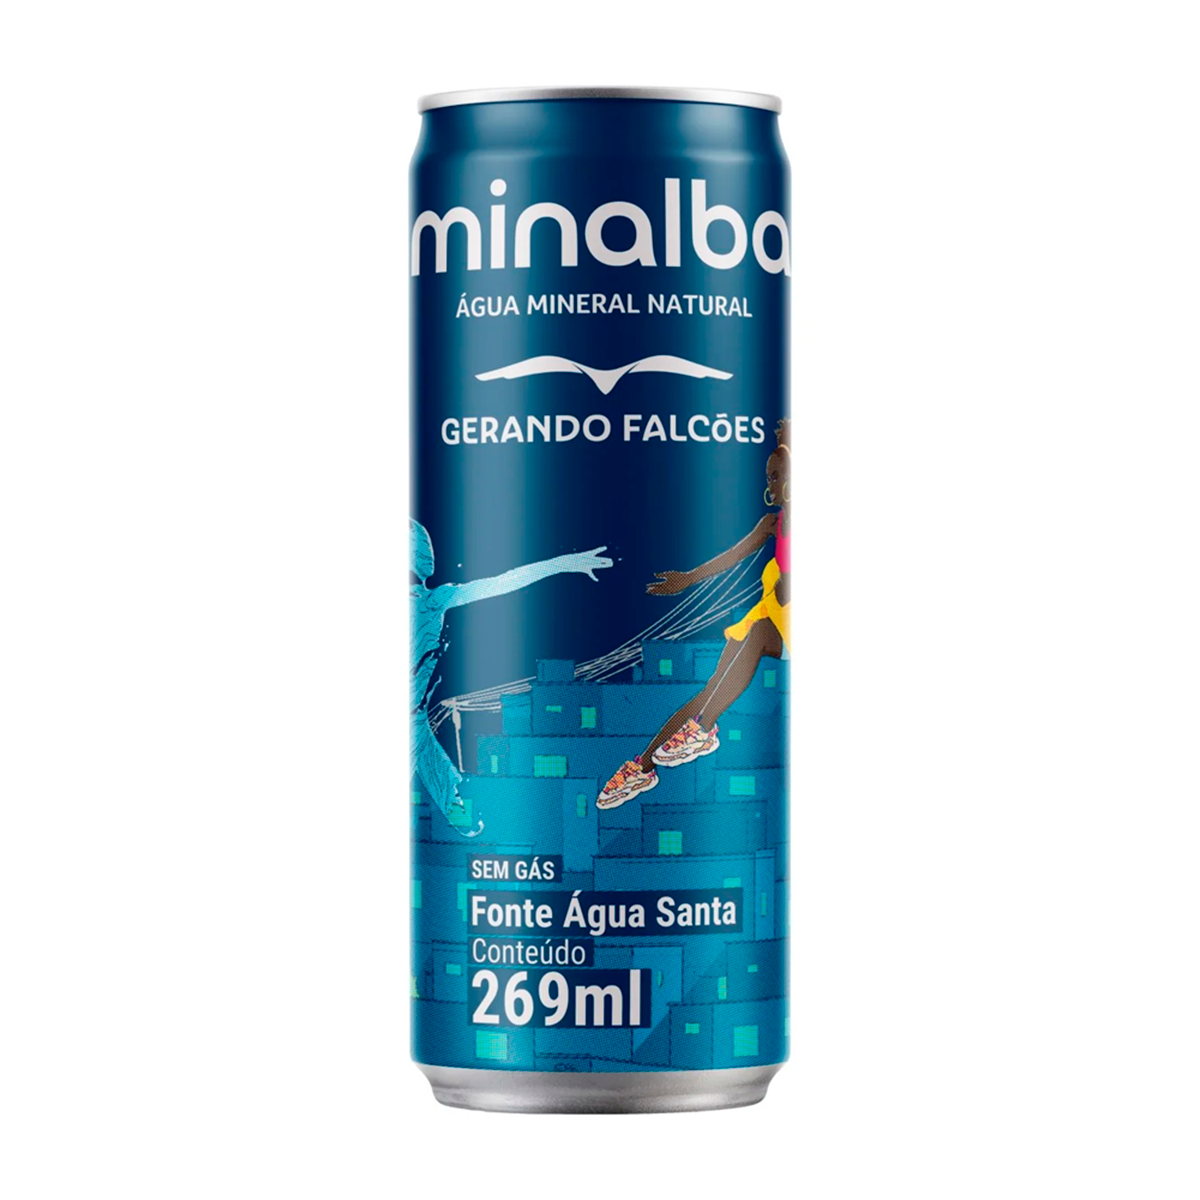 minalba
ÁGUA MINERAL NATURAL
GERANDO FALCÕES
SEM GÁS
Fonte Água Santa
Conteúdo
269ml